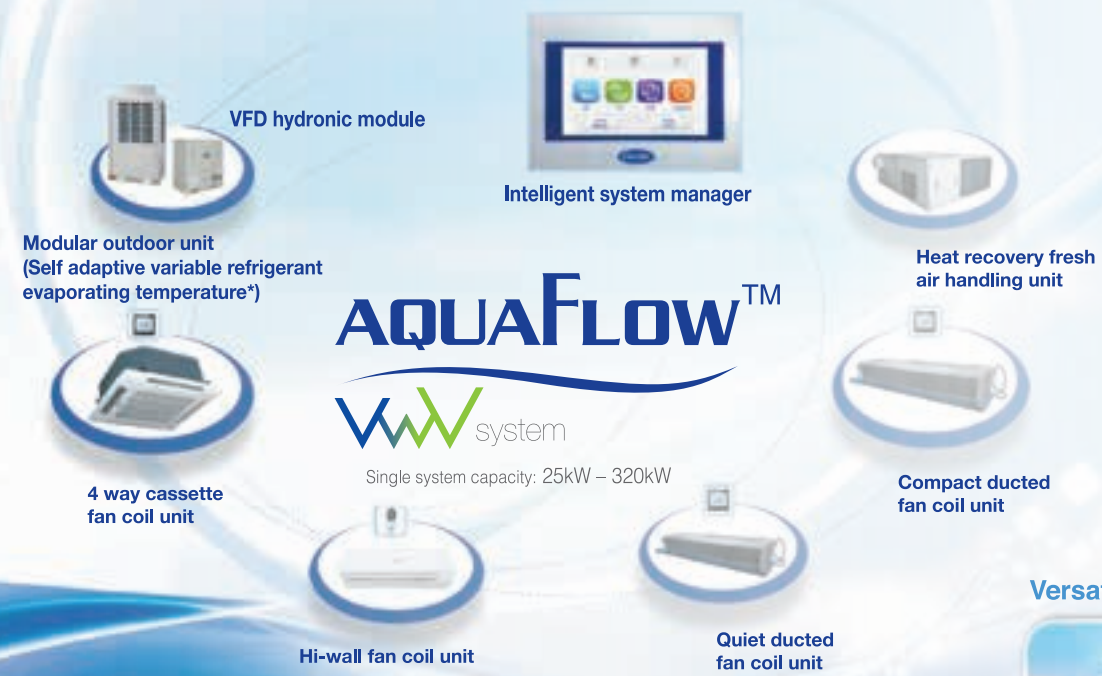 VFD hydronic module
Intelligent system manager
Modular outdoor unit
(Self adaptive variable refrigerant
evaporating temperature*)
Heat recovery fresh
air handling unit
AQUAFLOW™
VWV system
Single system capacity: 25kW – 320kW
4 way cassette
fan coil unit
Compact ducted
fan coil unit
Hi-wall fan coil unit
Quiet ducted
fan coil unit